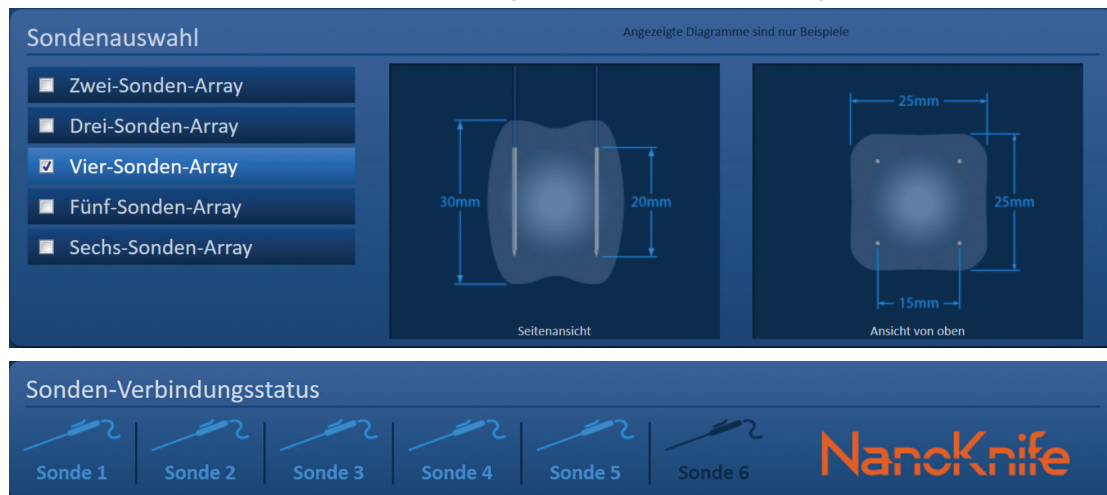 Sondenauswahl
Angezeigte Diagramme sind nur Beispiele
Zwei-Sonden-Array
Drei-Sonden-Array
Vier-Sonden-Array
Fünf-Sonden-Array
Sechs-Sonden-Array
30mm
20mm
Seitenansicht
25mm
25mm
15mm
Ansicht von oben
Sonden-Verbindungsstatus
Sonde 1
Sonde 2
Sonde 3
Sonde 4
Sonde 5
Sonde 6
NanoKnife